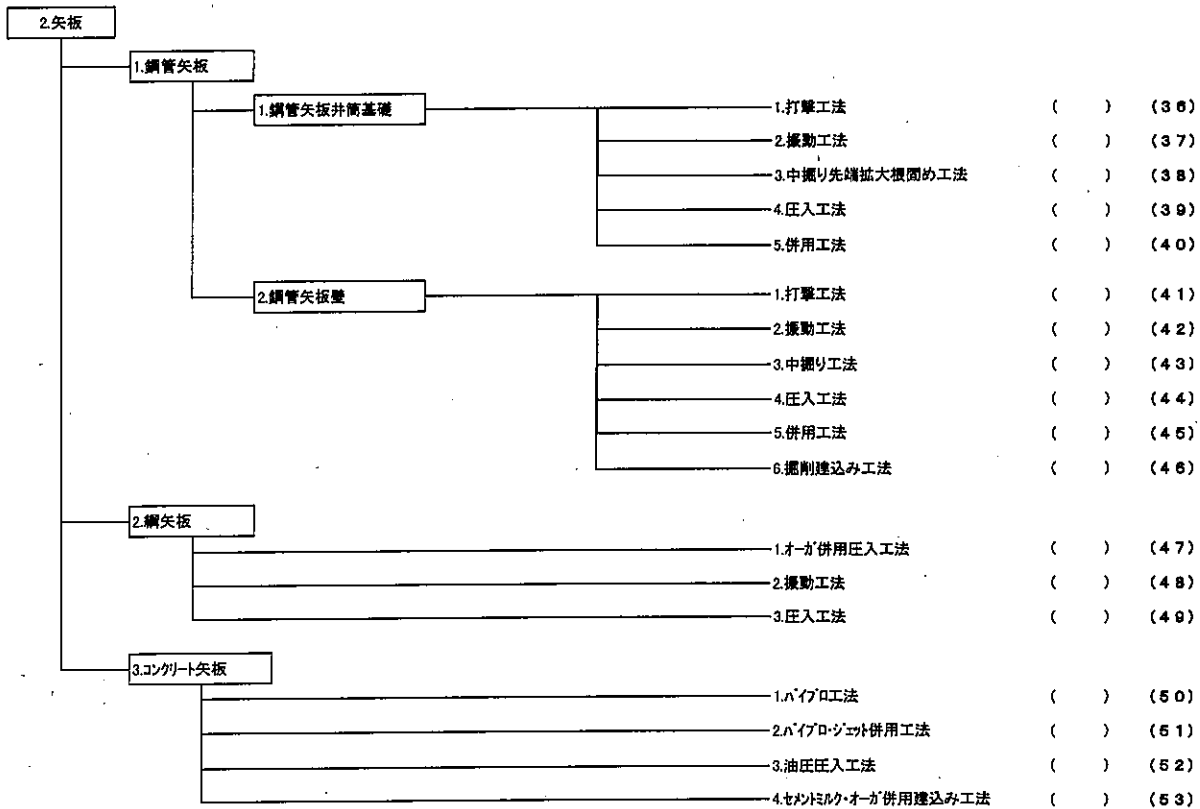 2.矢板
1.鋼管矢板
1.鋼管矢板井筒基礎
1.打撃工法 ( ) (36)
2.振動工法 ( ) (37)
3.中掘り先端拡大根固め工法 ( ) (38)
4.圧入工法 ( ) (39)
5.併用工法 ( ) (40)
2.鋼管矢板壁
1.打撃工法 ( ) (41)
2.振動工法 ( ) (42)
3.中掘り工法 ( ) (43)
4.圧入工法 ( ) (44)
5.併用工法 ( ) (45)
6.掘削建込み工法 ( ) (46)
2.鋼矢板
1.オーガ併用圧入工法 ( ) (47)
2.振動工法 ( ) (48)
3.圧入工法 ( ) (49)
3.コンクリート矢板
1.バイブロ工法 ( ) (50)
2.バイブロ・ジェット併用工法 ( ) (51)
3.油圧圧入工法 ( ) (52)
4.セメントミルク・オーガ併用建込み工法 ( ) (53)